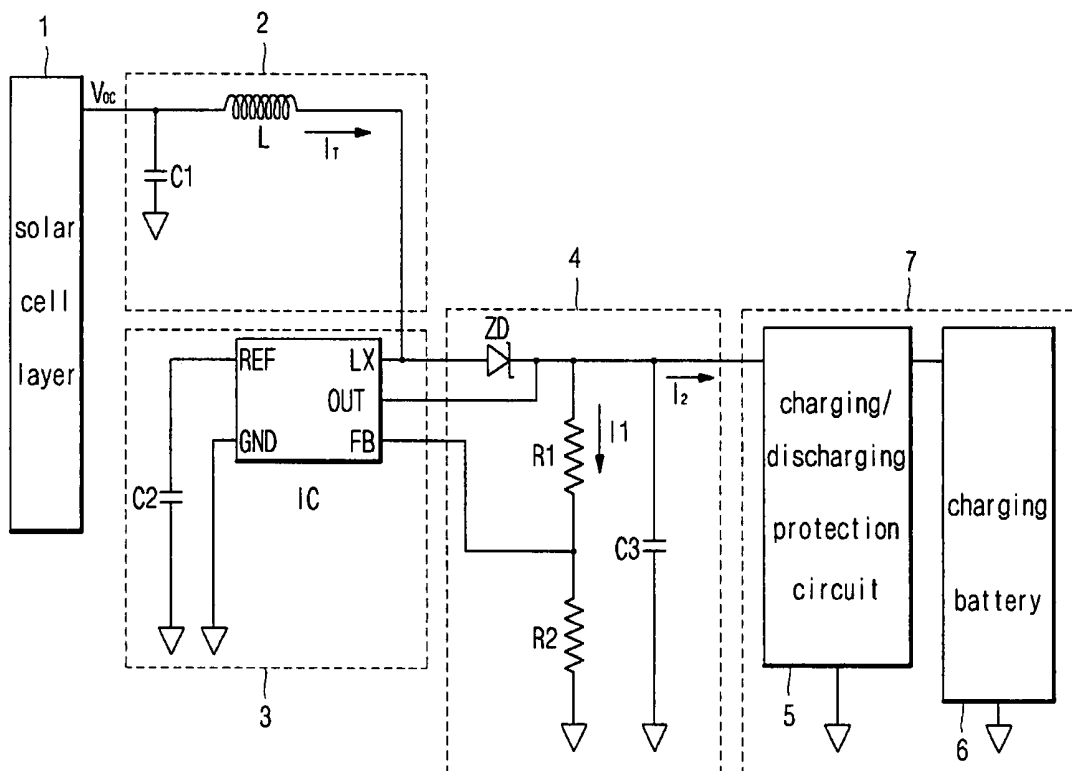 1
solar
cell
layer
Voc
2
L
IT
C1
3
REF
LX
OUT
GND
FB
IC
C2
4
ZD
I1
R1
R2
C3
I2
7
charging/
discharging
protection
circuit
5
charging
battery
6